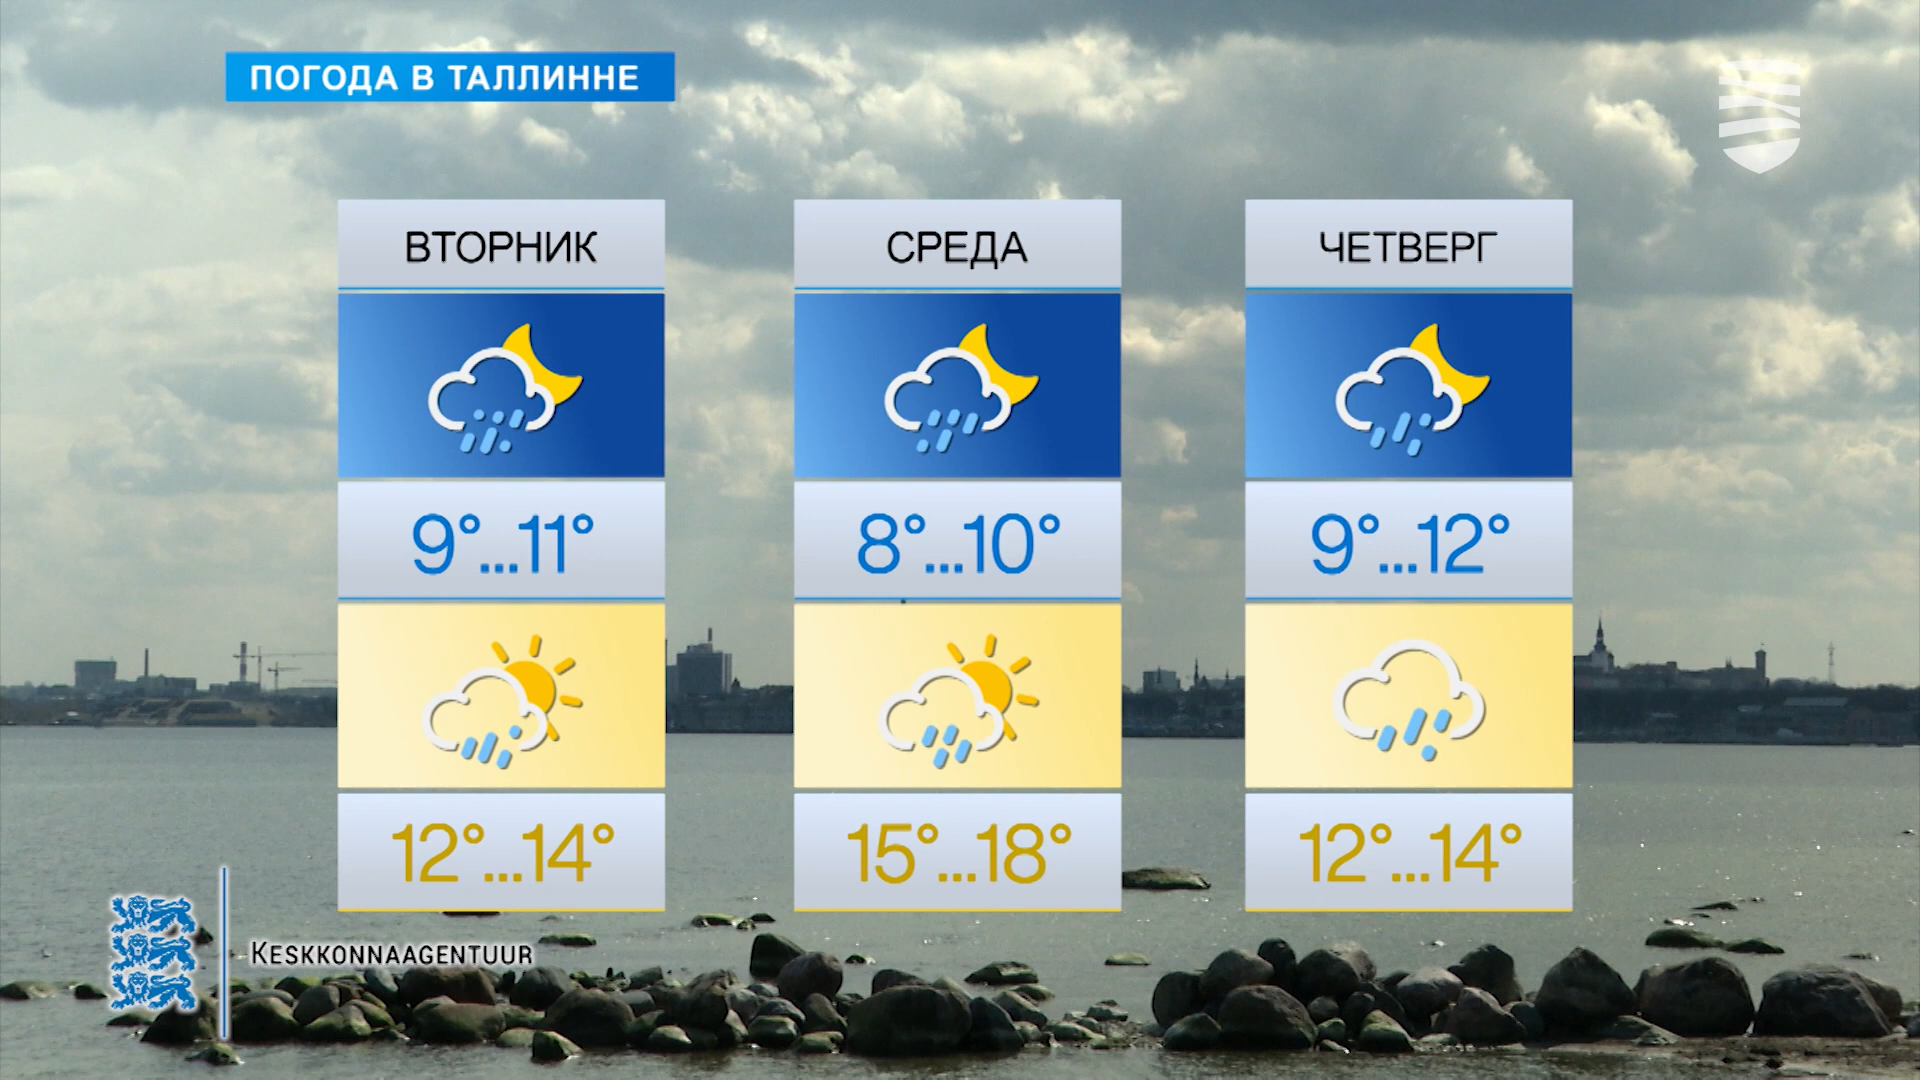 ПОГОДА В ТАЛЛИННЕ
ВТОРНИК
9°...11°
12°...14°
СРЕДА
8°...10°
15°...18°
ЧЕТВЕРГ
9°...12°
12°...14°
KESKKONNAAGENTUUR